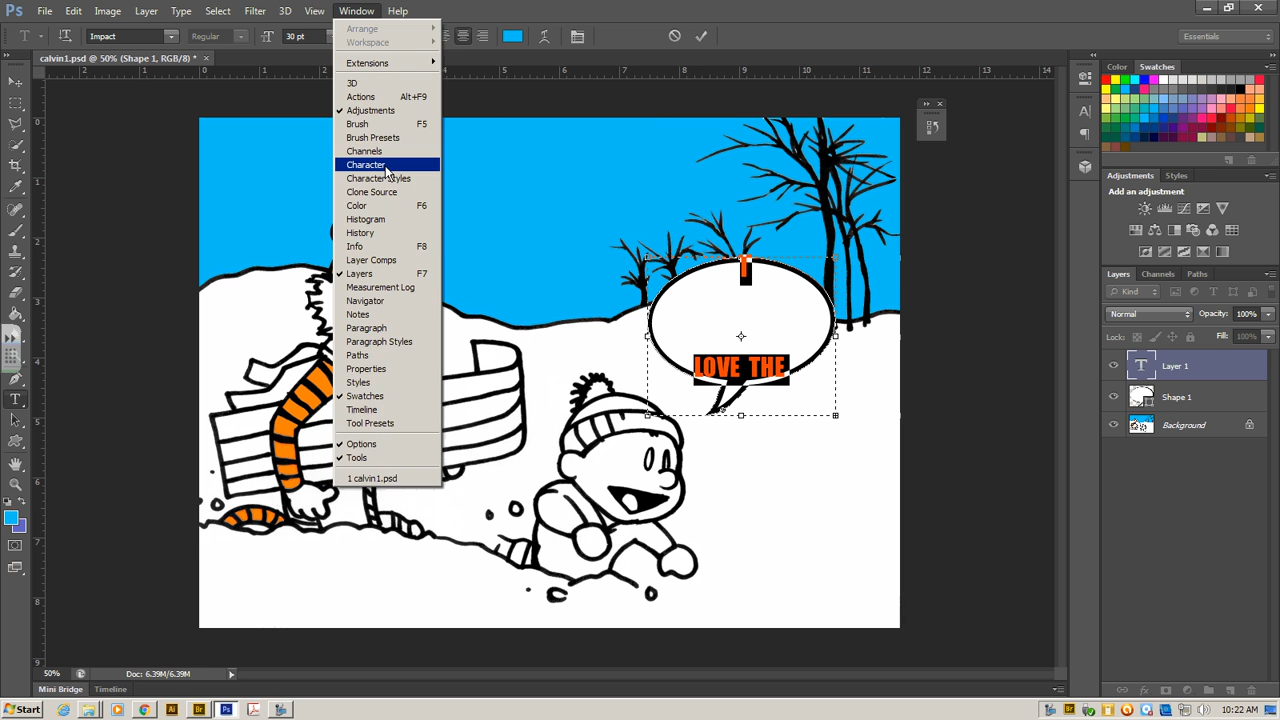 Ps File Edit Image Layer Type Select Filter 3D View Window Help
T Impact Regular 30 pt Essentials
calvin1.psd @ 50% (Shape 1, RGB/8) * ×
Arrange
Workspace
Extensions
3D
Actions Alt+F9
Adjustments
Brush F5
Brush Presets
Channels
Character
Character Styles
Clone Source
Color F6
Histogram
History
Info F8
Layer Comps
Layers F7
Measurement Log
Navigator
Notes
Paragraph
Paragraph Styles
Paths
Properties
Styles
Swatches
Timeline
Tool Presets
Options
Tools
1 calvin1.psd
I
LOVE THE
Color Swatches
Adjustments Styles
Add an adjustment
Layers Channels Paths
Kind
Normal Opacity: 100%
Lock: Fill: 100%
T Layer 1
Shape 1
Background
50% Doc: 6.39M/6.39M
Mini Bridge Timeline
Start Ai Br Ps 10:22 AM